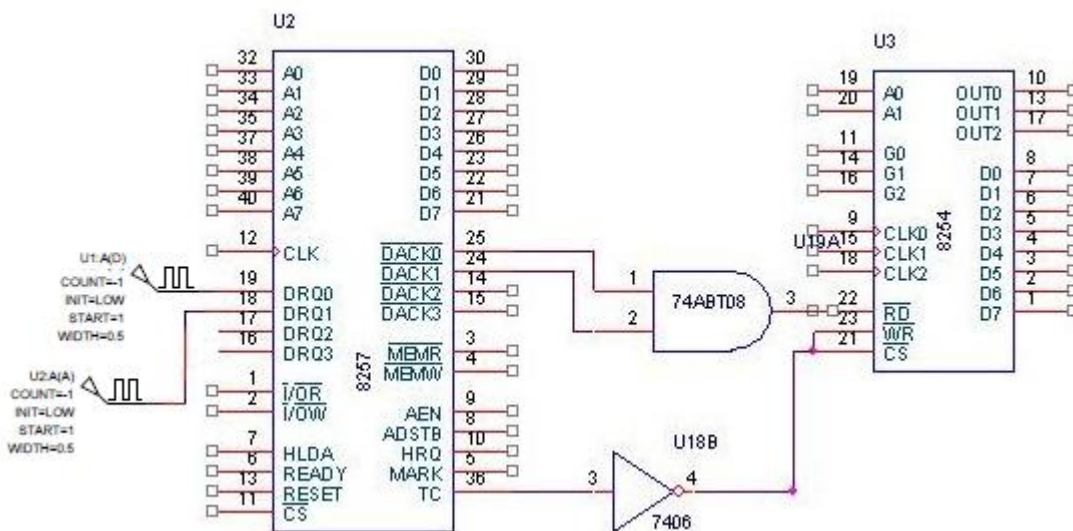 U2
32 A0 D0 30
33 A1 D1 29
34 A2 D2 28
35 A3 D3 27
37 A4 D4 26
38 A5 D5 23
39 A6 D6 22
40 A7 D7 21
12 CLK DACK0 25
DACK1 24
19 DRQ0 DACK2 14
18 DRQ1 DACK3 15
17 DRQ2
16 DRQ3 MEMR 3
MEMW 4
8257
1 I/OR
2 I/OW AEN 9
ADSTB 8
7 HLDA HRQ 10
6 READY MARK 5
13 RESET TC 36
11 CS
U1:A(D)
COUNT=-1
INIT=LOW
START=1
WIDTH=0.5
U2:A(A)
COUNT=-1
INIT=LOW
START=1
WIDTH=0.5
U19A
1
2
74ABT08
3
U18B
3
4
7406
U3
19 A0 OUT0 10
20 A1 OUT1 13
OUT2 17
11 G0
14 G1 D0 8
16 G2 D1 7
D2 6
9 CLK0 D3 5
15 CLK1 D4 4
18 CLK2 D5 3
D6 2
22 RD D7 1
23 WR
21 CS
8254